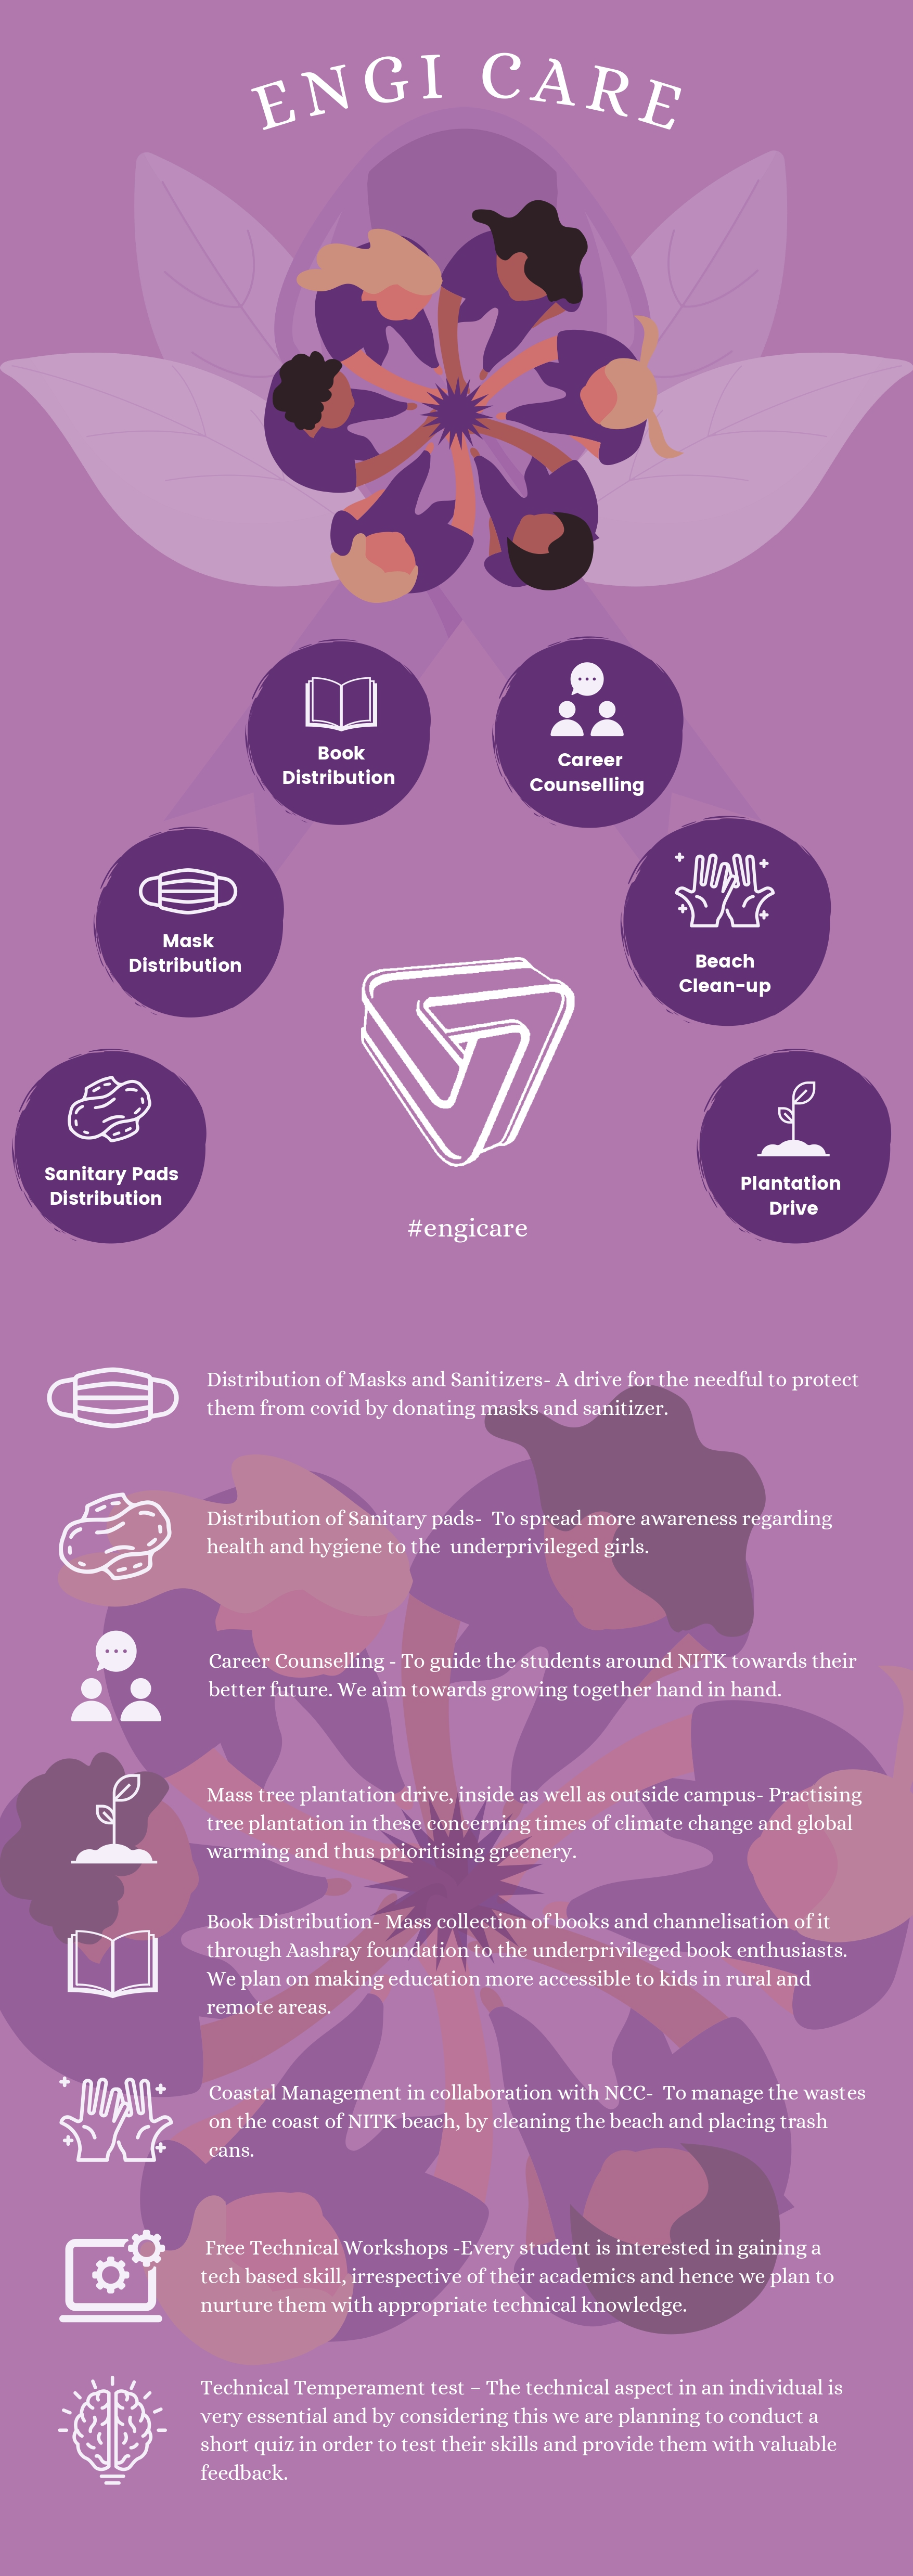 ENGI CARE
Book
Distribution
Career
Counselling
Mask
Distribution
Beach
Clean-up
Sanitary Pads
Distribution
Plantation
Drive
#engicare
Distribution of Masks and Sanitizers- A drive for the needful to protect
them from covid by donating masks and sanitizer.
Distribution of Sanitary pads- To spread more awareness regarding
health and hygiene to the underprivileged girls.
Career Counselling - To guide the students around NITK towards their
better future. We aim towards growing together hand in hand.
Mass tree plantation drive, inside as well as outside campus- Practising
tree plantation in these concerning times of climate change and global
warming and thus prioritising greenery.
Book Distribution- Mass collection of books and channelisation of it
through Aashray foundation to the underprivileged book enthusiasts.
We plan on making education more accessible to kids in rural and
remote areas.
Coastal Management in collaboration with NCC- To manage the wastes
on the coast of NITK beach, by cleaning the beach and placing trash
cans.
Free Technical Workshops -Every student is interested in gaining a
tech based skill, irrespective of their academics and hence we plan to
nurture them with appropriate technical knowledge.
Technical Temperament test – The technical aspect in an individual is
very essential and by considering this we are planning to conduct a
short quiz in order to test their skills and provide them with valuable
feedback.